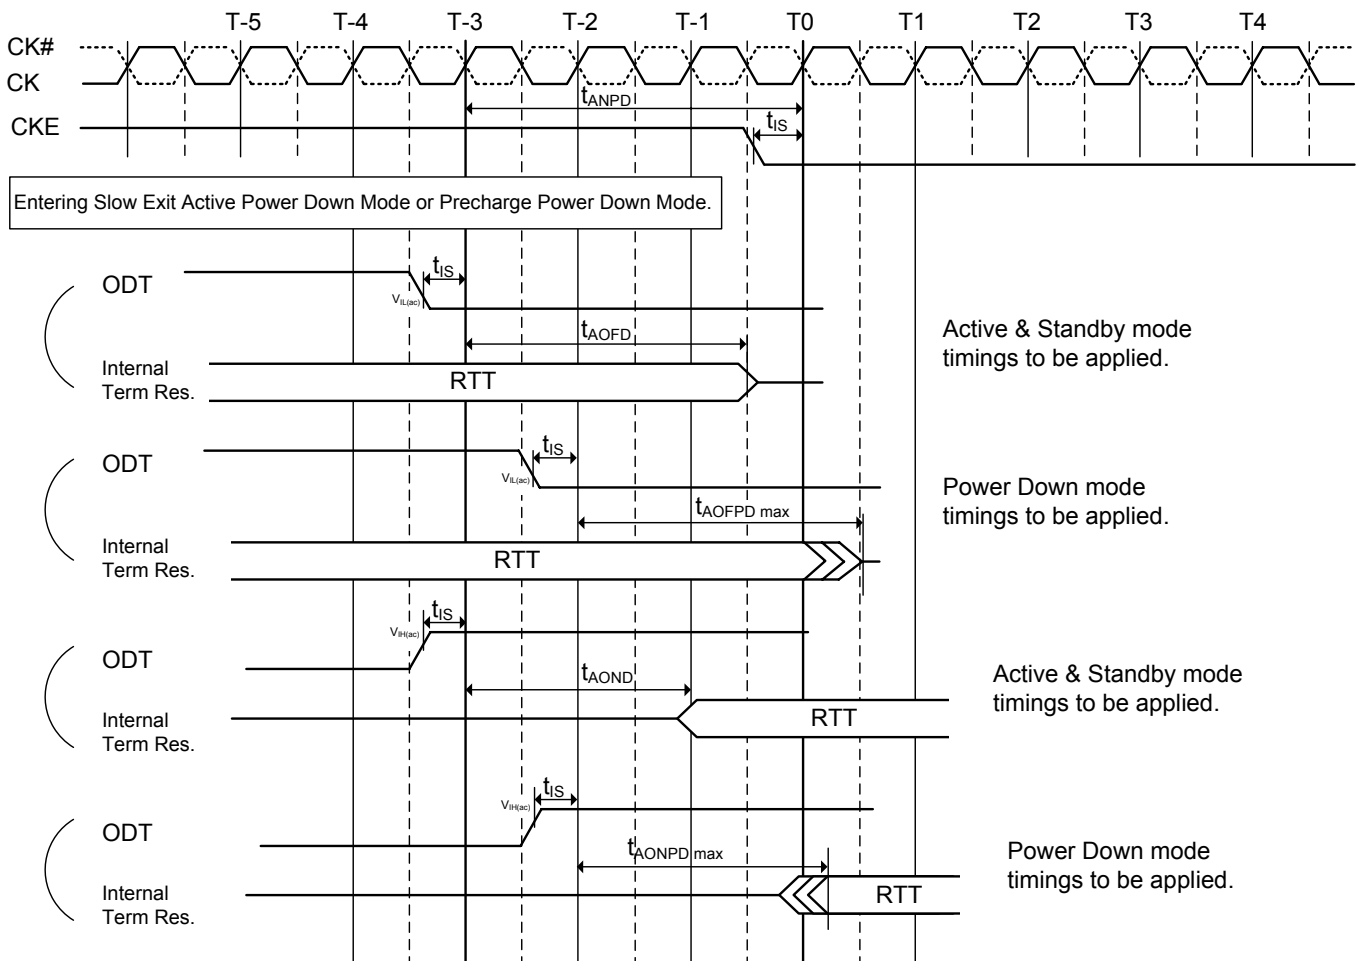 T-5 T-4 T-3 T-2 T-1 T0 T1 T2 T3 T4
CK#
CK
tANPD
CKE
tIS
Entering Slow Exit Active Power Down Mode or Precharge Power Down Mode.
ODT
tIS
VIL(ac)
tAOFD
Internal
Term Res.
RTT
Active & Standby mode
timings to be applied.
ODT
tIS
VIL(ac)
tAOFPD max
Internal
Term Res.
RTT
Power Down mode
timings to be applied.
tIS
VIH(ac)
ODT
tAOND
Internal
Term Res.
RTT
Active & Standby mode
timings to be applied.
tIS
VIH(ac)
ODT
tAONPD max
Internal
Term Res.
RTT
Power Down mode
timings to be applied.